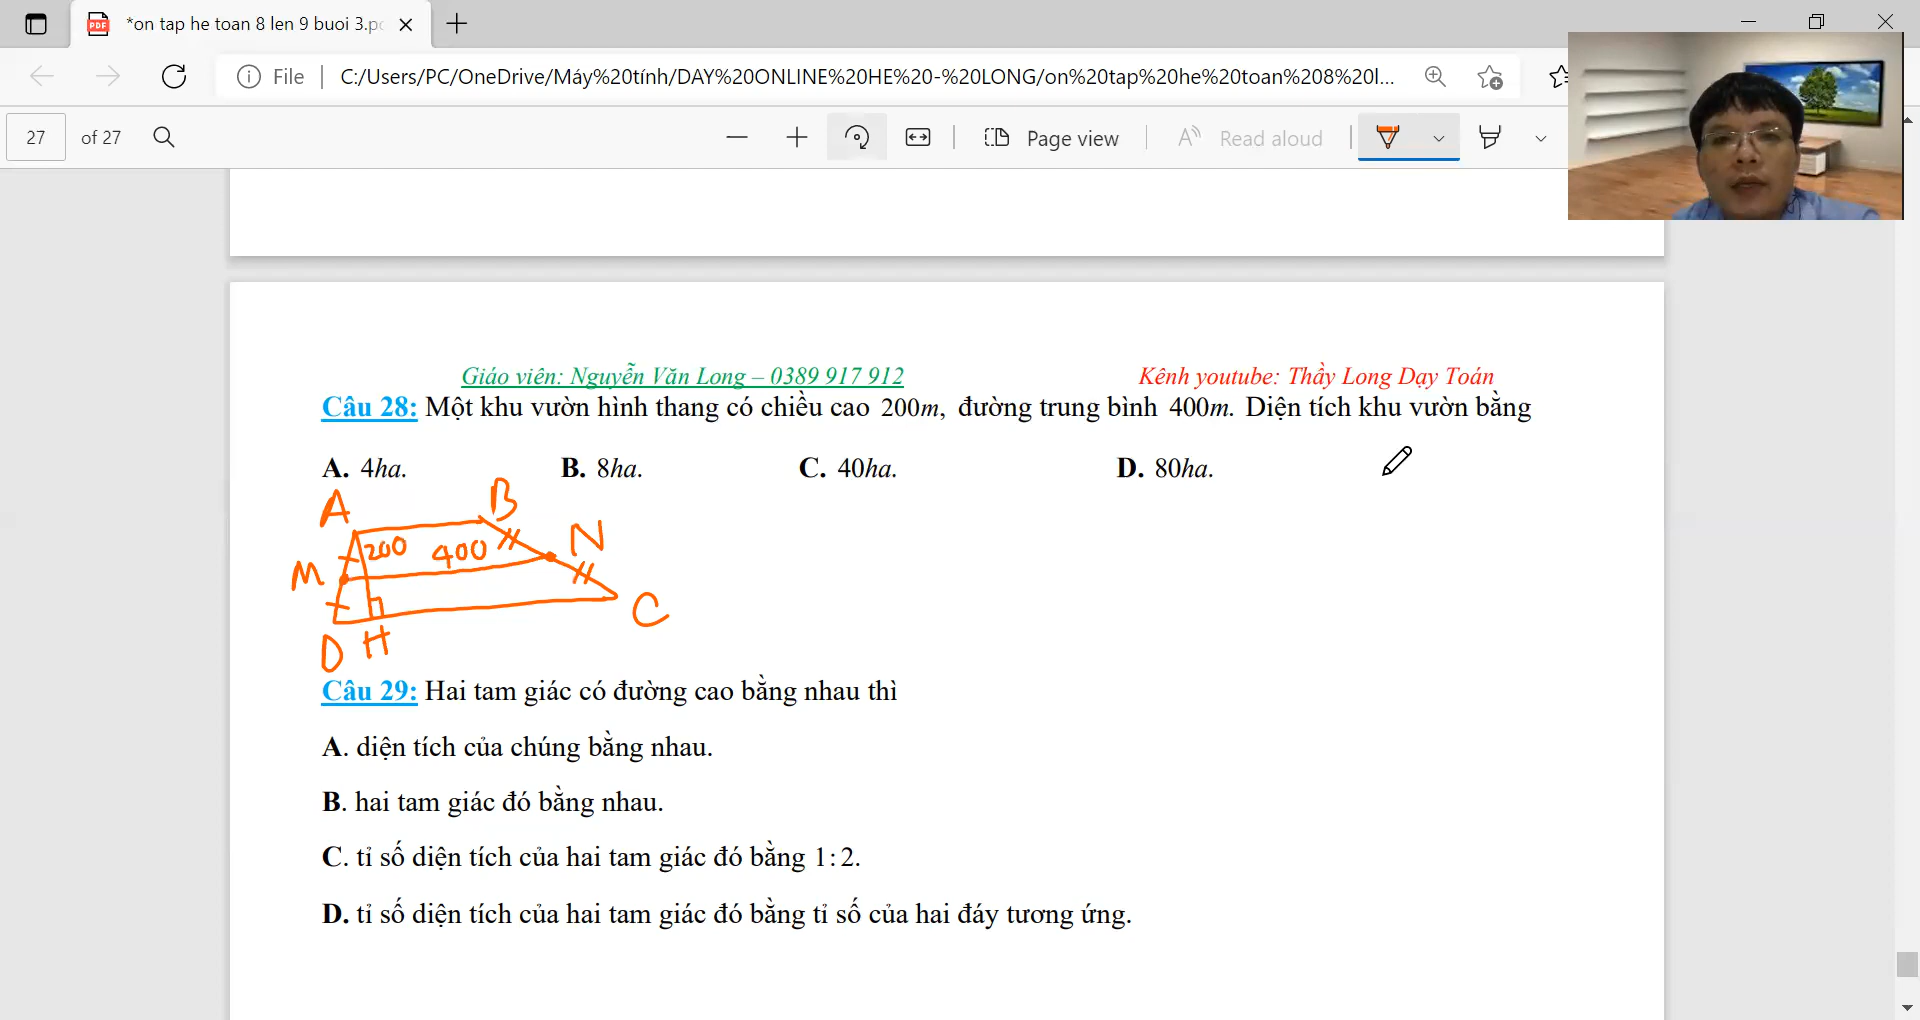 *on tap he toan 8 len 9 buoi 3.p
File
C:/Users/PC/OneDrive/Máy%20tính/DAY%20ONLINE%20HE%20-%20LONG/on%20tap%20he%20toan%208%20l...
27 of 27
Page view
Read aloud
Giáo viên: Nguyễn Văn Long – 0389 917 912
Kênh youtube: Thầy Long Dạy Toán
Câu 28: Một khu vườn hình thang có chiều cao 200m, đường trung bình 400m. Diện tích khu vườn bằng
A. 4ha. B. 8ha. C. 40ha. D. 80ha.
A B
200 400 N
M
C
D H
Câu 29: Hai tam giác có đường cao bằng nhau thì
A. diện tích của chúng bằng nhau.
B. hai tam giác đó bằng nhau.
C. tỉ số diện tích của hai tam giác đó bằng 1:2.
D. tỉ số diện tích của hai tam giác đó bằng tỉ số của hai đáy tương ứng.